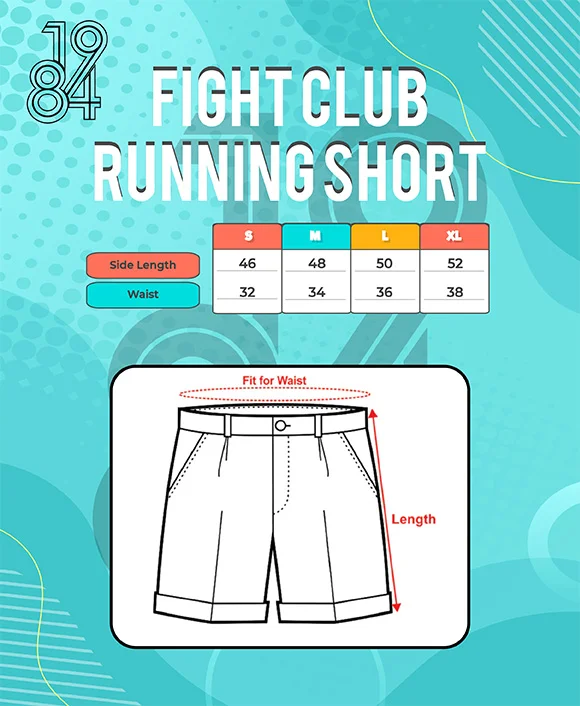 1984
FIGHT CLUB
RUNNING SHORT
S M L XL
Side Length 46 48 50 52
Waist 32 34 36 38
Fit for Waist
Length